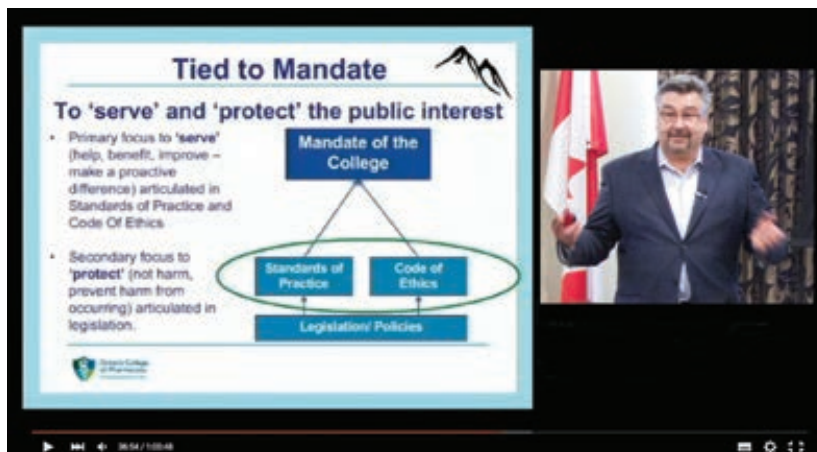 Tied to Mandate
To 'serve' and 'protect' the public interest
• Primary focus to 'serve'
(help, benefit, improve –
make a proactive
difference) articulated in
Standards of Practice and
Code Of Ethics
• Secondary focus to
'protect' (not harm,
prevent harm from
occurring) articulated in
legislation.
Mandate of the
College
Standards of
Practice
Code of
Ethics
Legislation/ Policies
Ontario College
of Pharmacists
36:54 / 1:03:48